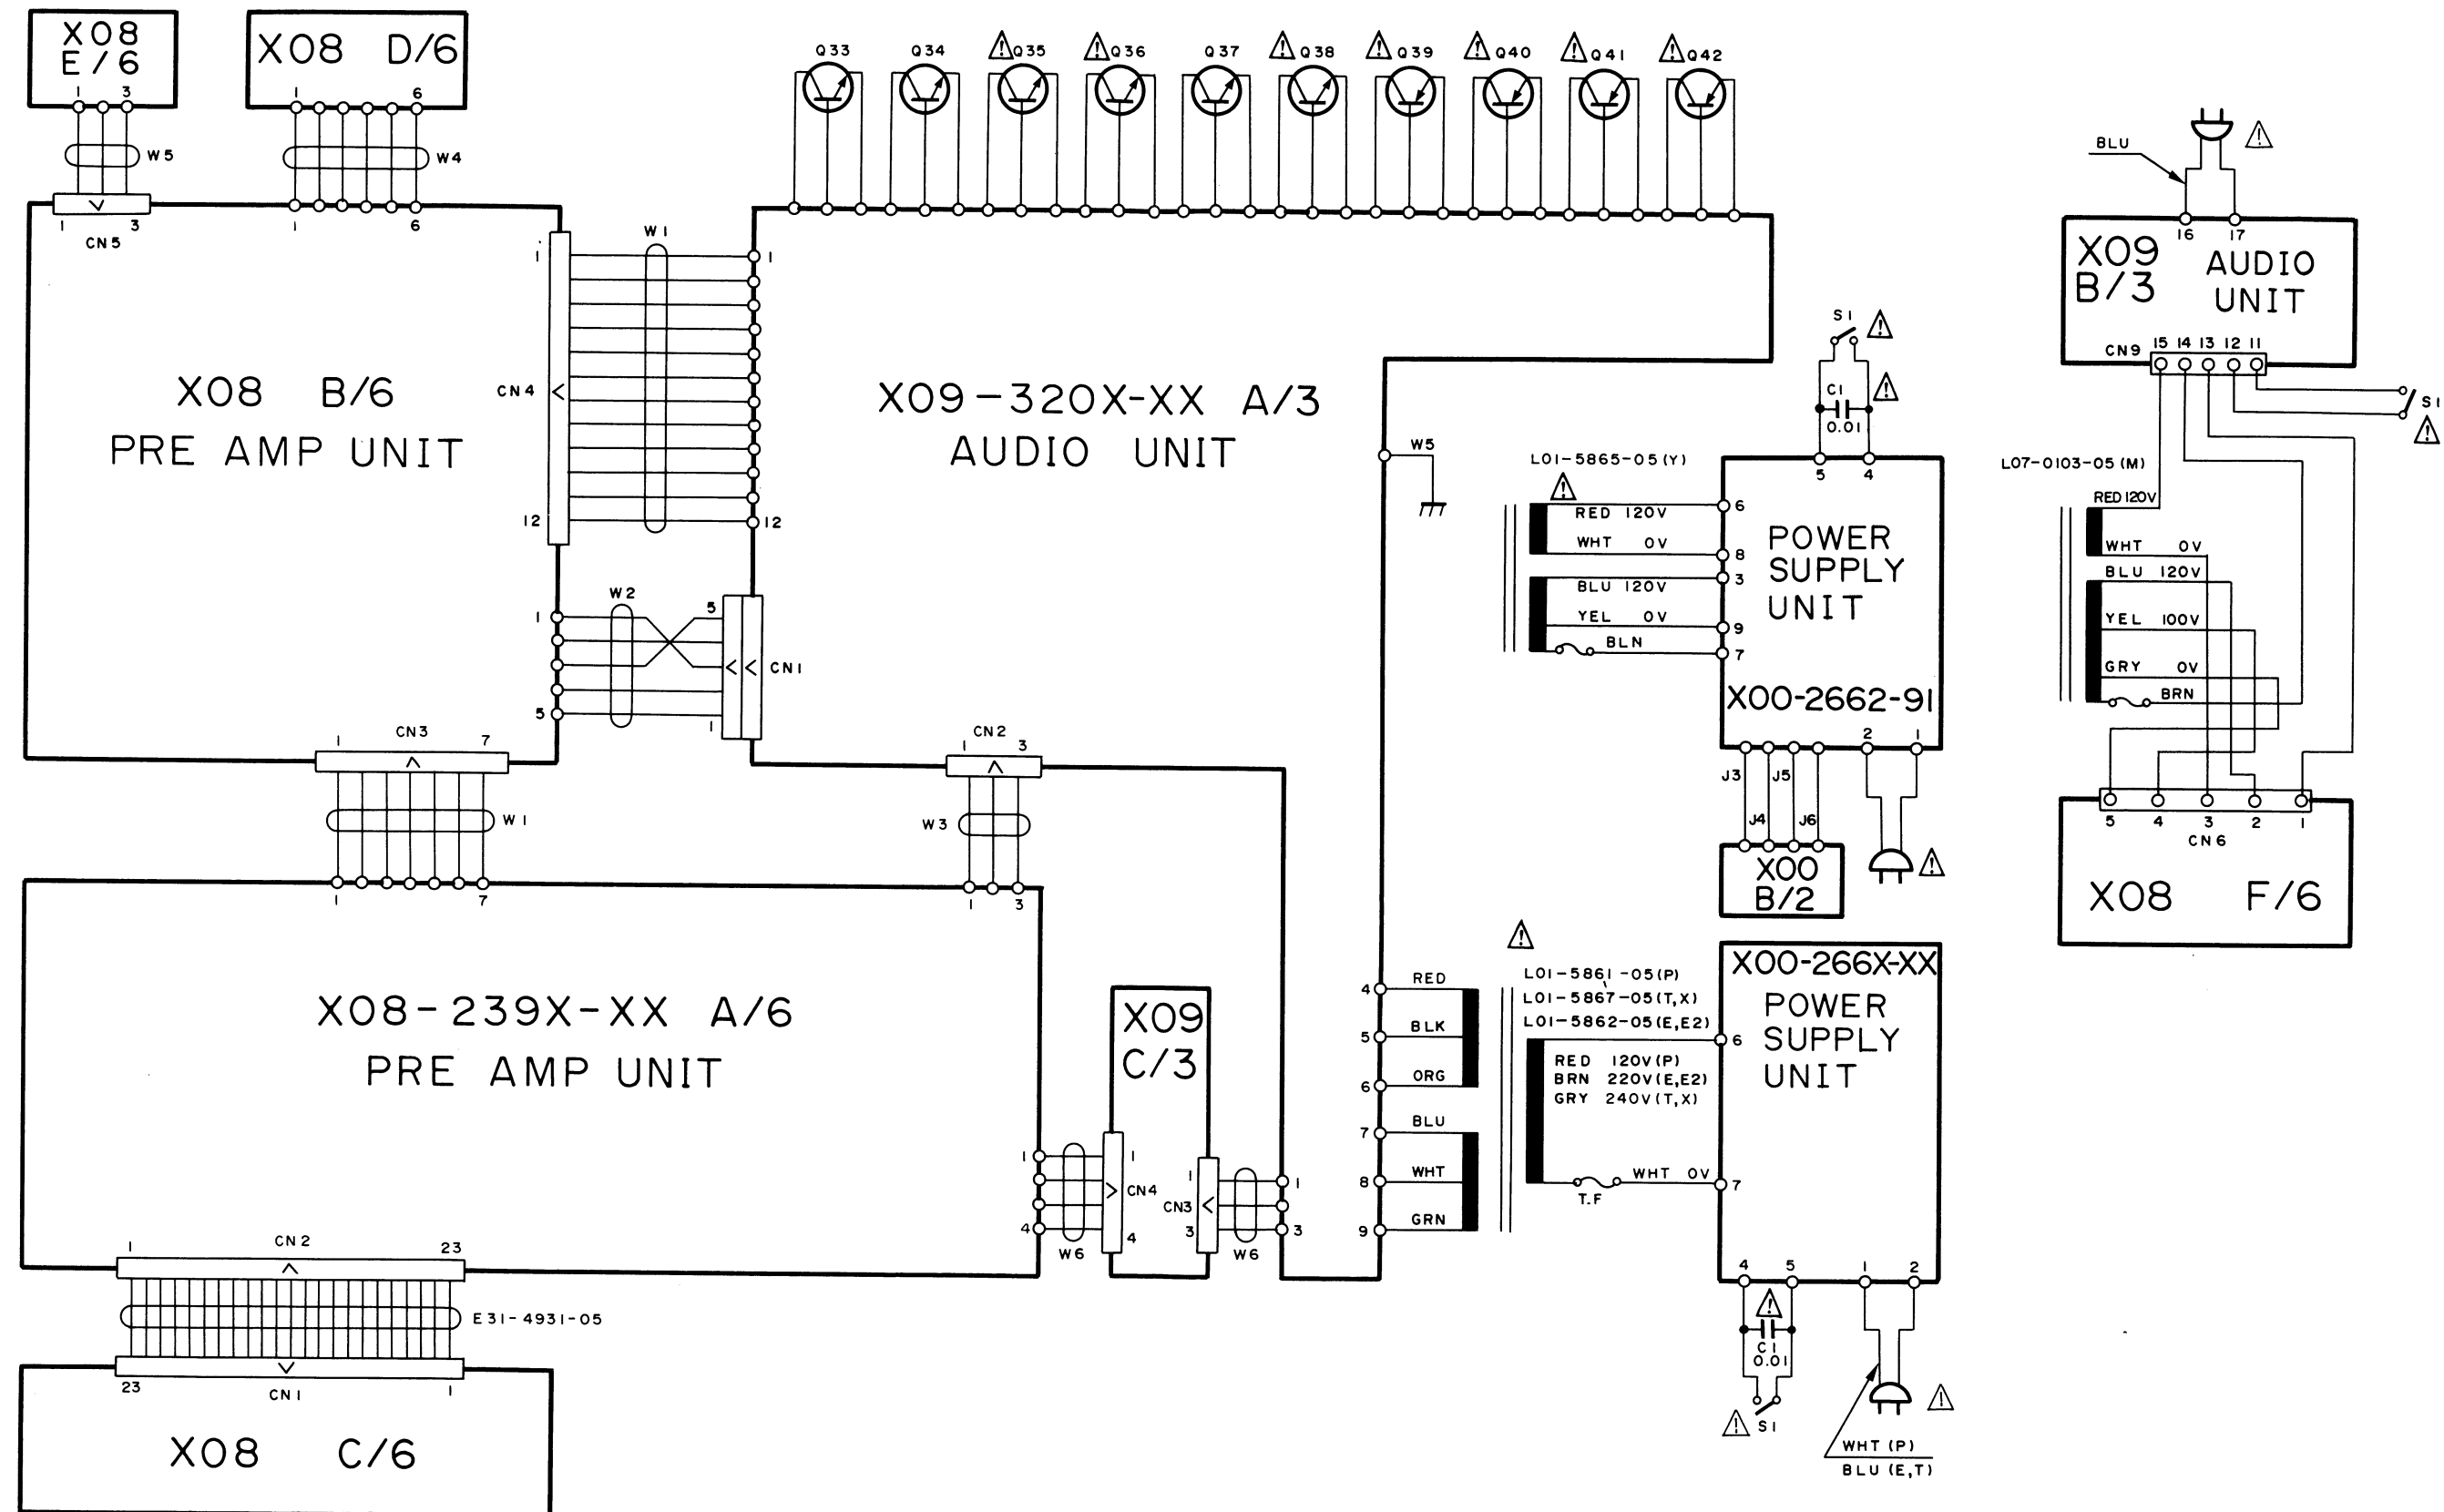 X08
E/6
1 3
W5
1 3
CN5
X08 D/6
1 6
W4
1 6
Q33
Q34
Q35
Q36
Q37
Q38
Q39
Q40
Q41
Q42
X08 B/6
PRE AMP UNIT
W1
1
1
CN4
12
12
W2
1
5
5
1
CN1
X09-320X-XX A/3
AUDIO UNIT
W5
CN3
1 7
W1
1 7
CN2
1 3
W3
1 3
X08-239X-XX A/6
PRE AMP UNIT
X09
C/3
1
4
W6
1
CN4
4
1
CN3
3
W6
1
3
CN2
1 23
E31-4931-05
23 1
CN1
X08 C/6
4 RED
5 BLK
6 ORG
7 BLU
8 WHT
9 GRN
S1
C1
0.01
5 4
L01-5865-05(Y)
RED 120V 6
WHT 0V 8
BLU 120V 3
YEL 0V 9
BLN 7
POWER
SUPPLY
UNIT
X00-2662-91
2 1
J3
J5
J4
J6
X00
B/2
L01-5861-05(P)
L01-5867-05(T,X)
L01-5862-05(E,E2)
RED 120V(P)
BRN 220V(E,E2)
GRY 240V(T,X)
6
T.F
WHT 0V
7
X00-266X-XX
POWER
SUPPLY
UNIT
4 5 1 2
C1
0.01
S1
WHT (P)
BLU (E,T)
BLU
16 17
X09
B/3
AUDIO
UNIT
CN9
15 14 13 12 11
S1
L07-0103-05(M)
RED 120V
WHT 0V
BLU 120V
YEL 100V
GRY 0V
BRN
5 4 3 2 1
CN6
X08 F/6